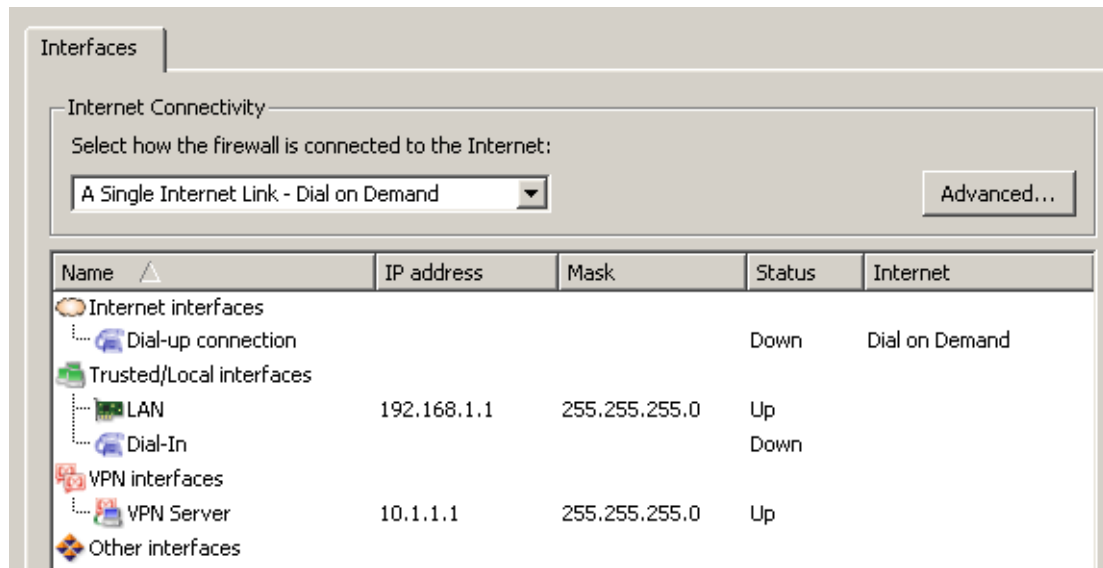 Interfaces
Internet Connectivity
Select how the firewall is connected to the Internet:
A Single Internet Link - Dial on Demand
Advanced...
Name IP address Mask Status Internet
Internet interfaces
Dial-up connection Down Dial on Demand
Trusted/Local interfaces
LAN 192.168.1.1 255.255.255.0 Up
Dial-In Down
VPN interfaces
VPN Server 10.1.1.1 255.255.255.0 Up
Other interfaces